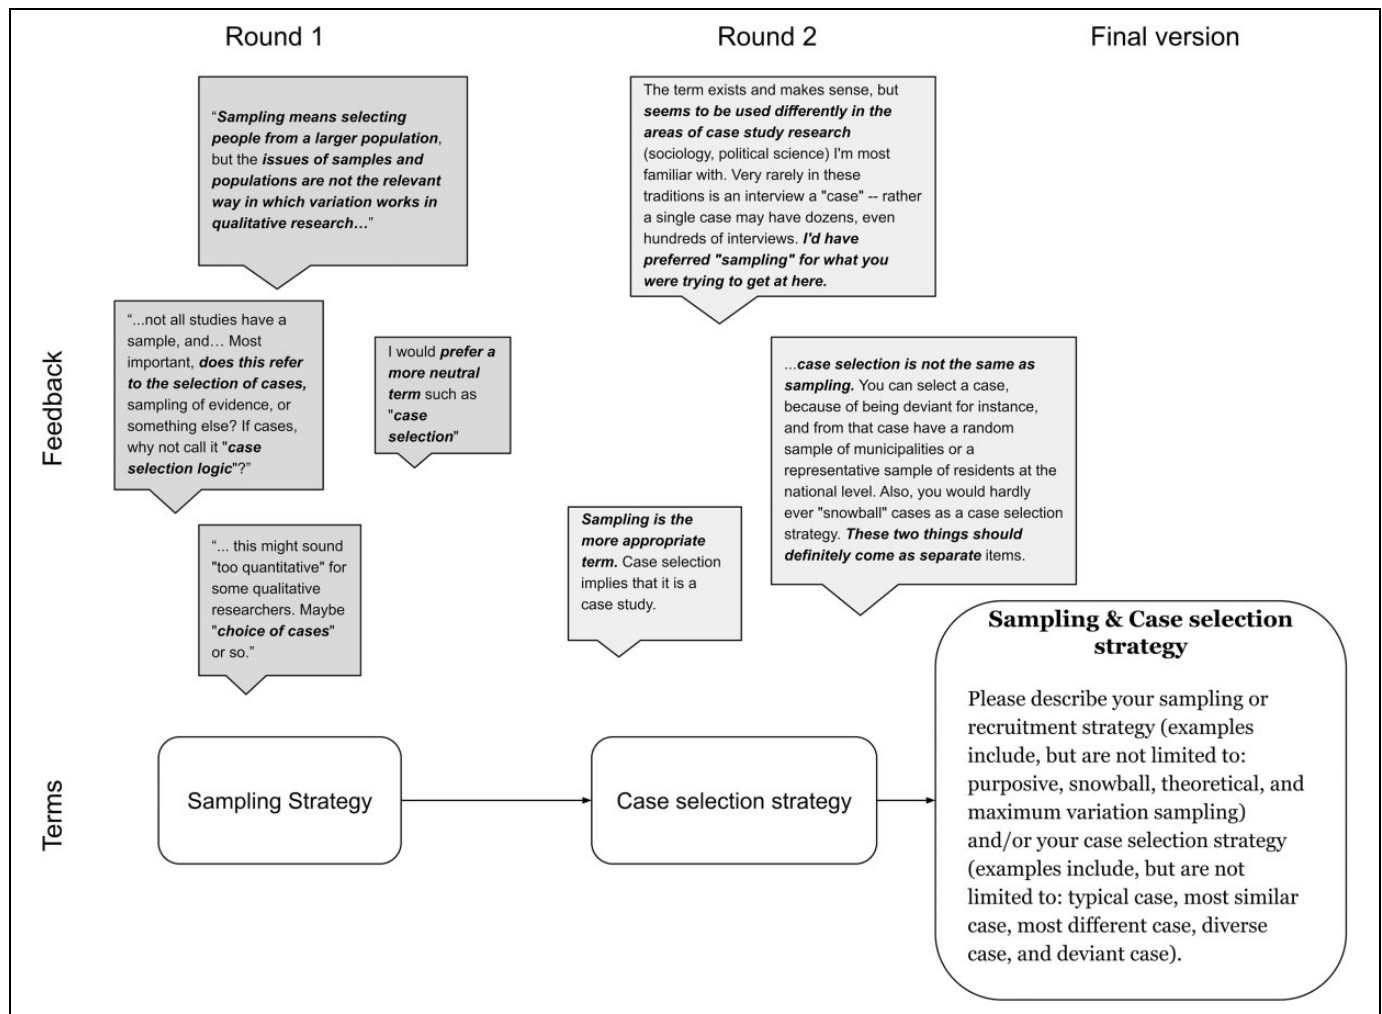 Round 1
Round 2
Final version
Feedback
“Sampling means selecting
people from a larger population,
but the issues of samples and
populations are not the relevant
way in which variation works in
qualitative research…”
“...not all studies have a
sample, and… Most
important, does this refer
to the selection of cases,
sampling of evidence, or
something else? If cases,
why not call it "case
selection logic"?”
I would prefer a
more neutral
term such as
"case
selection"
“... this might sound
"too quantitative" for
some qualitative
researchers. Maybe
"choice of cases"
or so.”
The term exists and makes sense, but
seems to be used differently in the
areas of case study research
(sociology, political science) I'm most
familiar with. Very rarely in these
traditions is an interview a "case" -- rather
a single case may have dozens, even
hundreds of interviews. I'd have
preferred "sampling" for what you
were trying to get at here.
...case selection is not the same as
sampling. You can select a case,
because of being deviant for instance,
and from that case have a random
sample of municipalities or a
representative sample of residents at the
national level. Also, you would hardly
ever "snowball" cases as a case selection
strategy. These two things should
definitely come as separate items.
Sampling is the
more appropriate
term. Case selection
implies that it is a
case study.
Terms
Sampling Strategy
Case selection strategy
Sampling & Case selection
strategy
Please describe your sampling or
recruitment strategy (examples
include, but are not limited to:
purposive, snowball, theoretical, and
maximum variation sampling)
and/or your case selection strategy
(examples include, but are not
limited to: typical case, most similar
case, most different case, diverse
case, and deviant case).